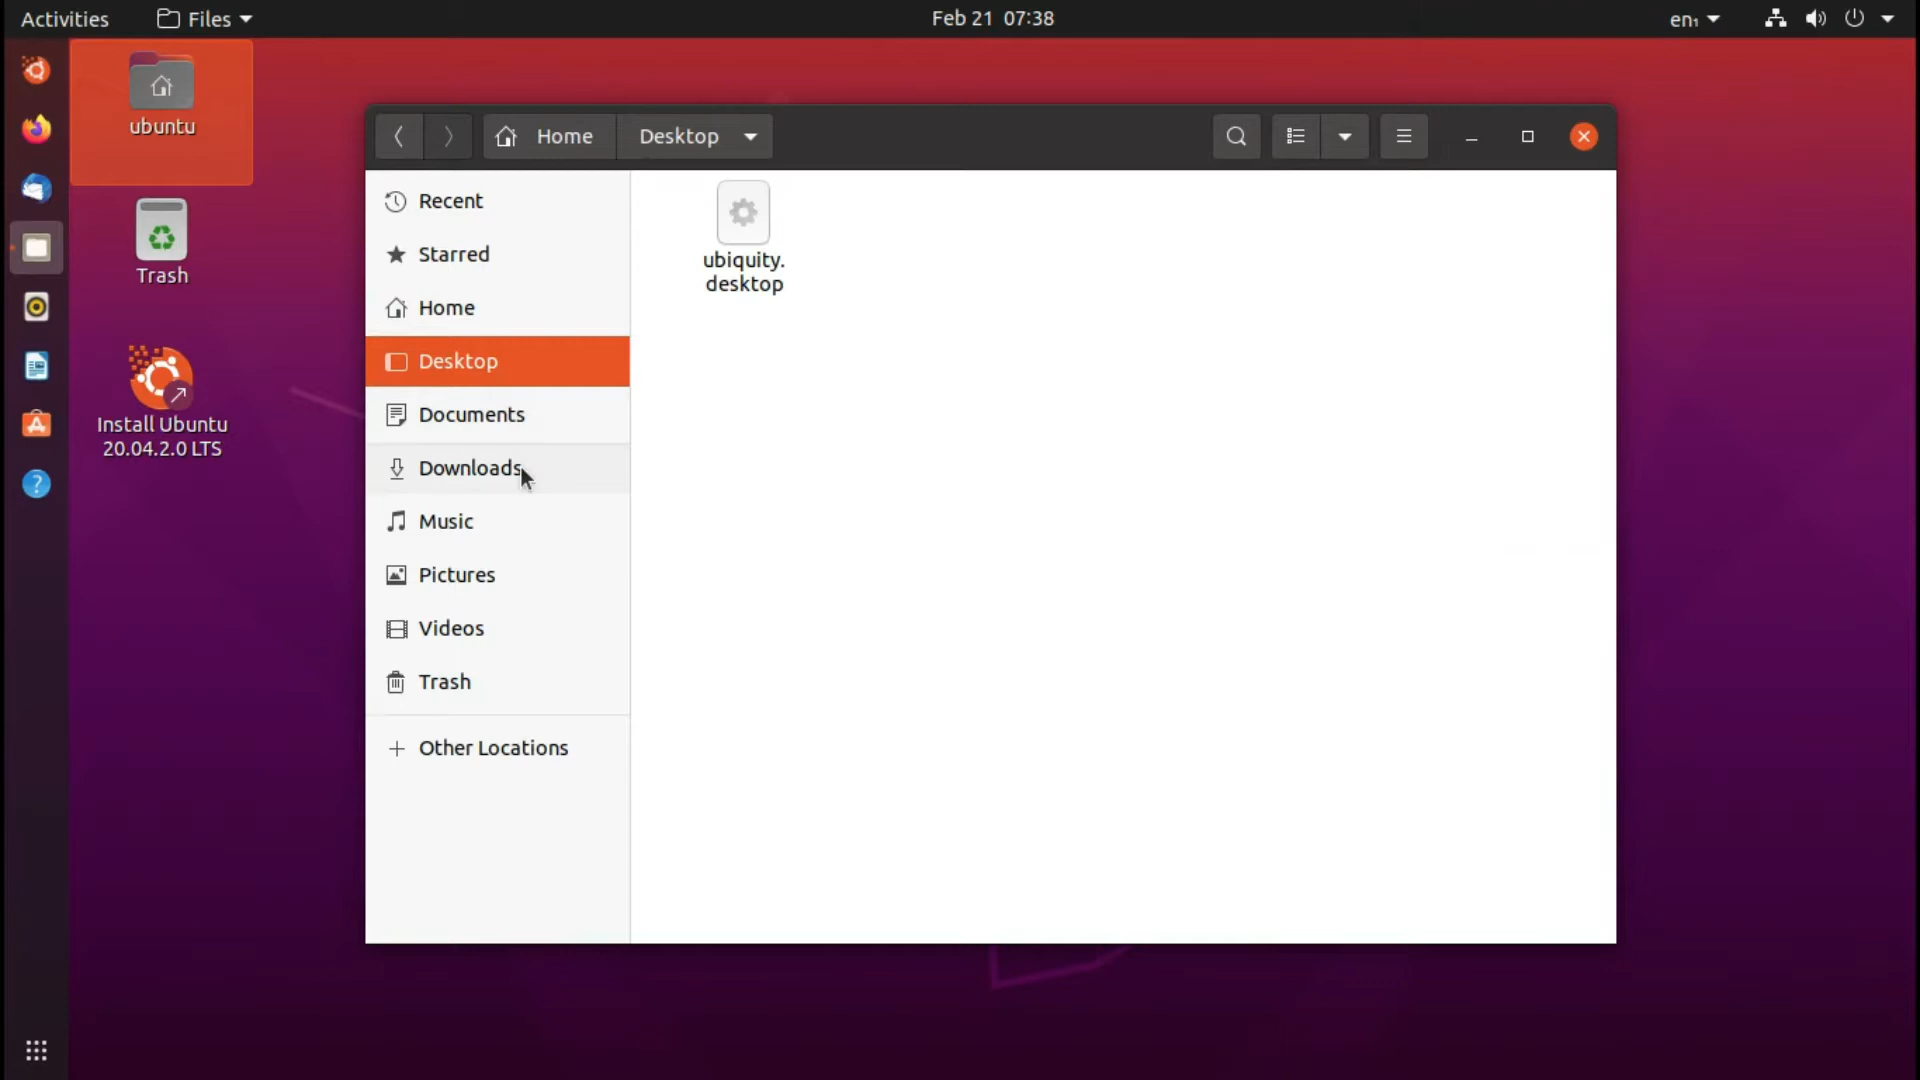 Activities
Files
Feb 21 07:38
en₁
ubuntu
Trash
Install Ubuntu
20.04.2.0 LTS
Home
Desktop
Recent
Starred
Home
Desktop
Documents
Downloads
Music
Pictures
Videos
Trash
Other Locations
ubiquity.
desktop